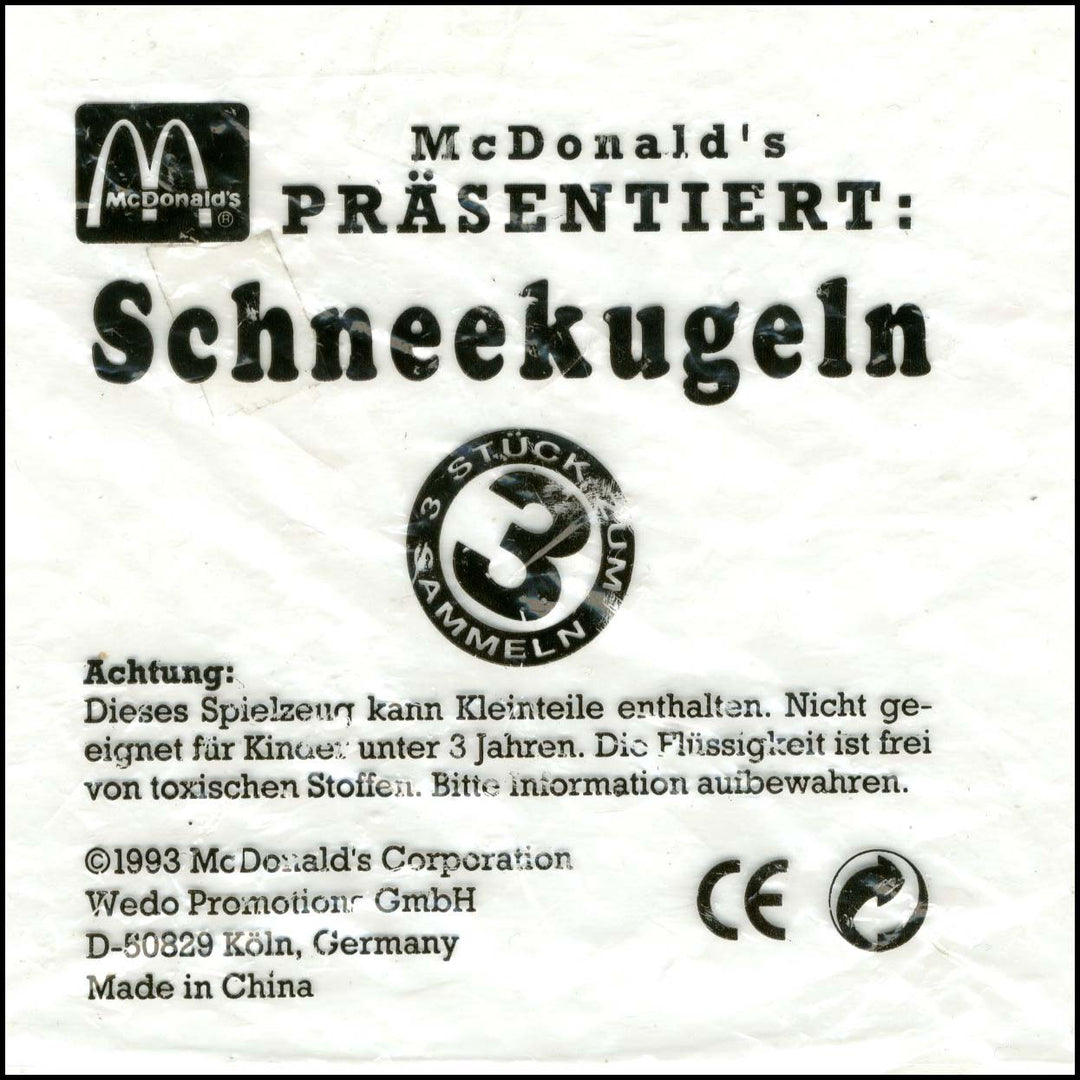 McDonald's
®
McDonald's
PRÄSENTIERT:
Schneekugeln
3 STÜCK ZUM SAMMELN
3
Achtung:
Dieses Spielzeug kann Kleinteile enthalten. Nicht ge-
eignet für Kinder unter 3 Jahren. Die Flüssigkeit ist frei
von toxischen Stoffen. Bitte Information aufbewahren.
©1993 McDonald's Corporation
Wedo Promotions GmbH
D-50829 Köln, Germany
Made in China
CE